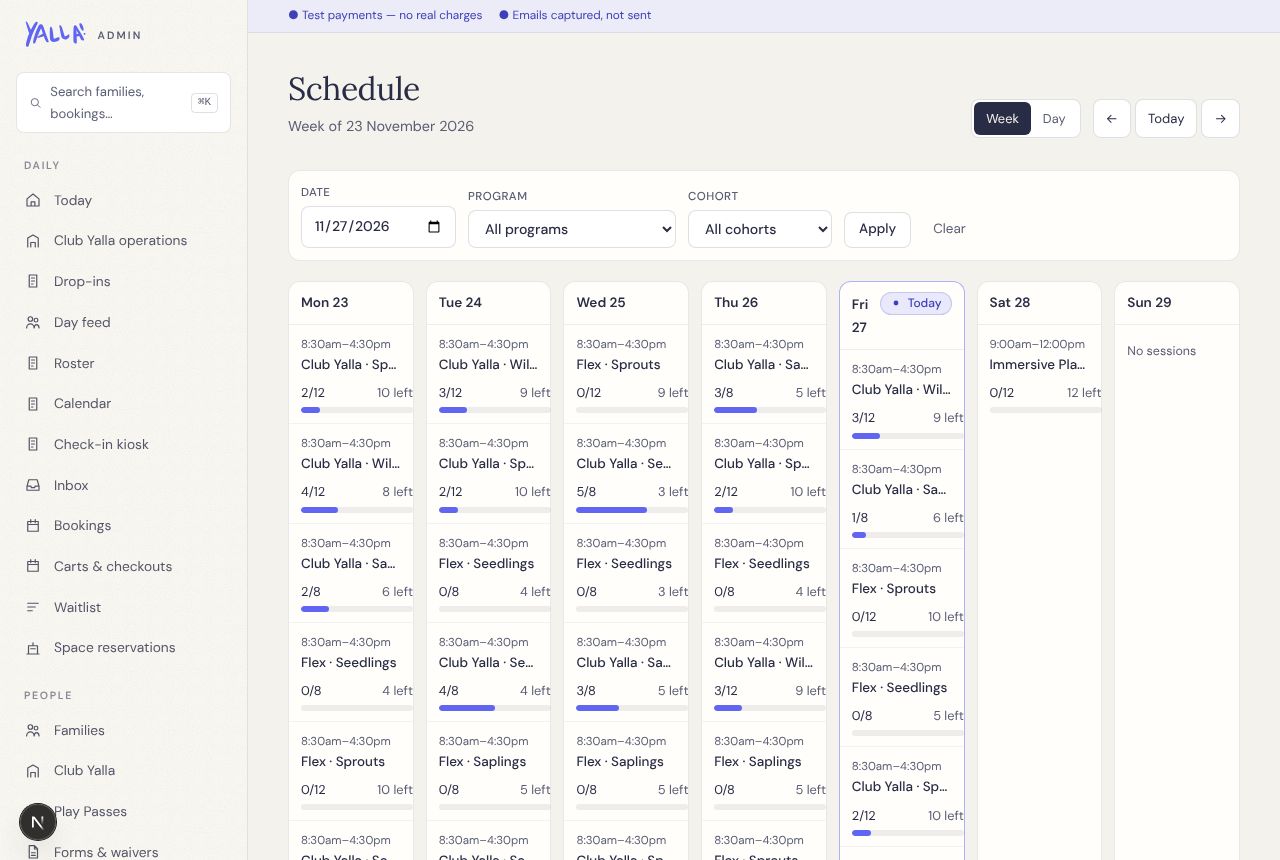 YALLA ADMIN
Test payments — no real charges
Emails captured, not sent
Search families,
bookings…
⌘K
DAILY
Today
Club Yalla operations
Drop-ins
Day feed
Roster
Calendar
Check-in kiosk
Inbox
Bookings
Carts & checkouts
Waitlist
Space reservations
PEOPLE
Families
Club Yalla
Play Passes
Forms & waivers
N
Schedule
Week of 23 November 2026
Week
Day
←
Today
→
DATE
11/27/2026
PROGRAM
All programs
COHORT
All cohorts
Apply
Clear
Mon 23
8:30am–4:30pm
Club Yalla · Sp…
2/12 10 left
8:30am–4:30pm
Club Yalla · Wil…
4/12 8 left
8:30am–4:30pm
Club Yalla · Sa…
2/8 6 left
8:30am–4:30pm
Flex · Seedlings
0/8 4 left
8:30am–4:30pm
Flex · Sprouts
0/12 10 left
8:30am–4:30pm
Club Yalla · Se…
Tue 24
8:30am–4:30pm
Club Yalla · Wil…
3/12 9 left
8:30am–4:30pm
Club Yalla · Sp…
2/12 10 left
8:30am–4:30pm
Flex · Seedlings
0/8 4 left
8:30am–4:30pm
Club Yalla · Se…
4/8 4 left
8:30am–4:30pm
Flex · Saplings
0/8 5 left
8:30am–4:30pm
Club Yalla · Sa…
Wed 25
8:30am–4:30pm
Flex · Sprouts
0/12 9 left
8:30am–4:30pm
Club Yalla · Se…
5/8 3 left
8:30am–4:30pm
Flex · Seedlings
0/8 3 left
8:30am–4:30pm
Club Yalla · Sa…
3/8 5 left
8:30am–4:30pm
Flex · Saplings
0/8 5 left
8:30am–4:30pm
Club Yalla · Sp…
Thu 26
8:30am–4:30pm
Club Yalla · Sa…
3/8 5 left
8:30am–4:30pm
Club Yalla · Sp…
2/12 10 left
8:30am–4:30pm
Flex · Seedlings
0/8 4 left
8:30am–4:30pm
Club Yalla · Wil…
3/12 9 left
8:30am–4:30pm
Flex · Saplings
0/8 5 left
8:30am–4:30pm
Flex · Sprouts
Fri
27
Today
8:30am–4:30pm
Club Yalla · Wil…
3/12 9 left
8:30am–4:30pm
Club Yalla · Sa…
1/8 6 left
8:30am–4:30pm
Flex · Sprouts
0/12 10 left
8:30am–4:30pm
Flex · Seedlings
0/8 5 left
8:30am–4:30pm
Club Yalla · Sp…
2/12 10 left
Sat 28
9:00am–12:00pm
Immersive Pla…
0/12 12 left
Sun 29
No sessions